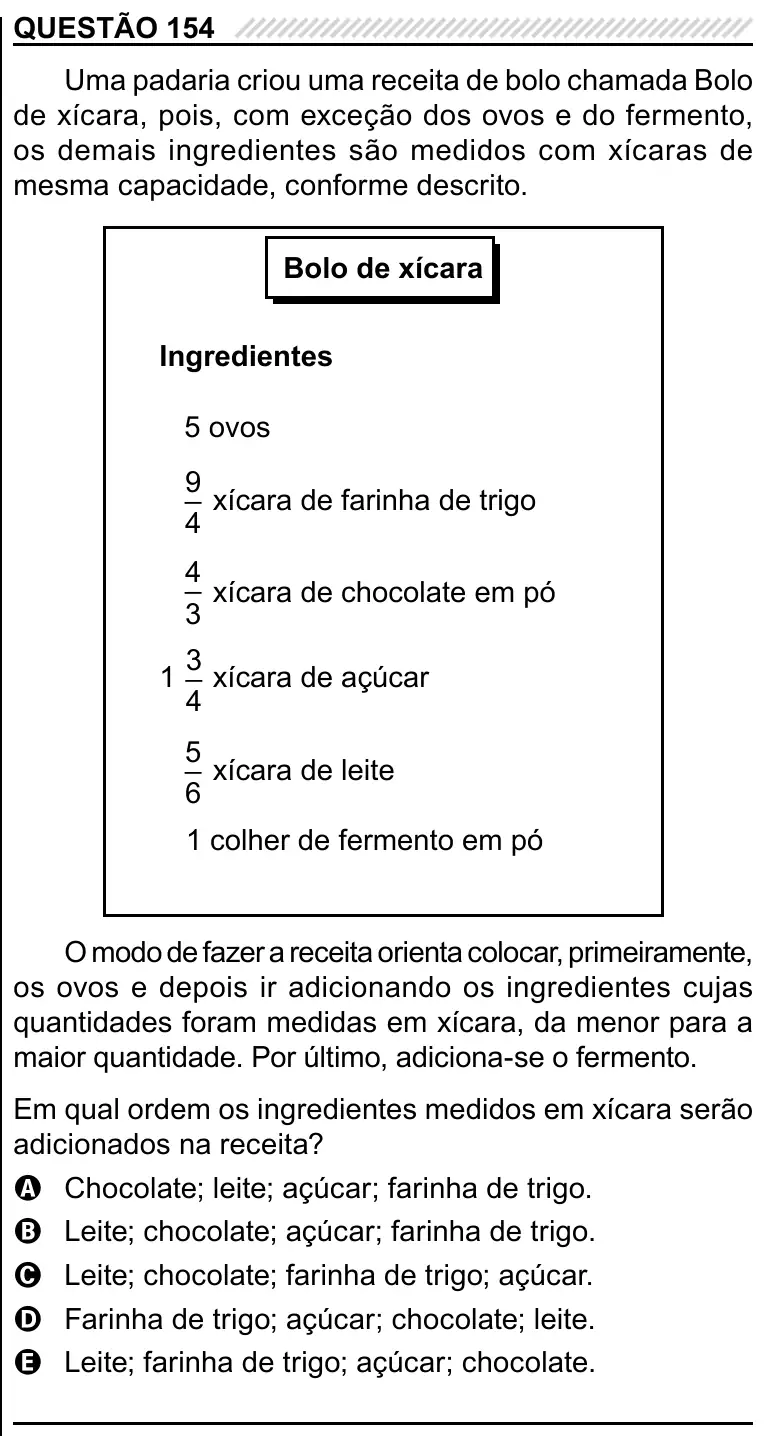 QUESTÃO 154
Uma padaria criou uma receita de bolo chamada Bolo
de xícara, pois, com exceção dos ovos e do fermento,
os demais ingredientes são medidos com xícaras de
mesma capacidade, conforme descrito.
Bolo de xícara
Ingredientes
5 ovos
9/4 xícara de farinha de trigo
4/3 xícara de chocolate em pó
1 3/4 xícara de açúcar
5/6 xícara de leite
1 colher de fermento em pó
O modo de fazer a receita orienta colocar, primeiramente,
os ovos e depois ir adicionando os ingredientes cujas
quantidades foram medidas em xícara, da menor para a
maior quantidade. Por último, adiciona-se o fermento.
Em qual ordem os ingredientes medidos em xícara serão
adicionados na receita?
A Chocolate; leite; açúcar; farinha de trigo.
B Leite; chocolate; açúcar; farinha de trigo.
C Leite; chocolate; farinha de trigo; açúcar.
D Farinha de trigo; açúcar; chocolate; leite.
E Leite; farinha de trigo; açúcar; chocolate.